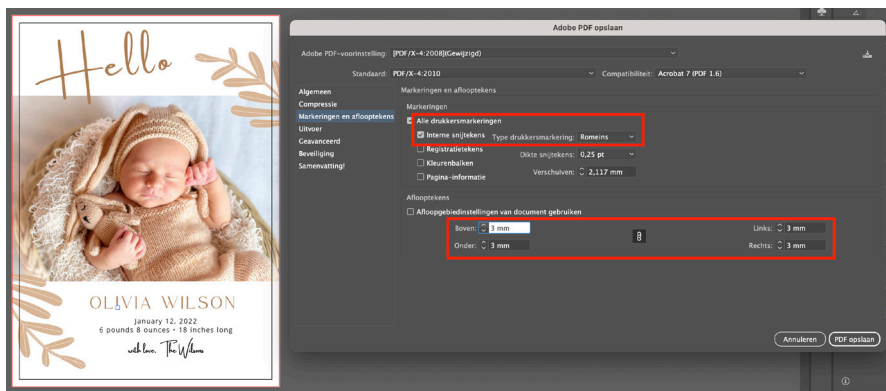 Hello
OLIVIA WILSON
January 12, 2022
6 pounds 8 ounces • 18 inches long
with love, The Wilsons
Adobe PDF opslaan
Adobe PDF-voorinstelling: [PDF/X-4:2008](Gewijzigd)
Standaard: PDF/X-4:2010 Compatibiliteit: Acrobat 7 (PDF 1.6)
Algemeen
Compressie
Markeringen en aflooptekens
Uitvoer
Geavanceerd
Beveiliging
Samenvatting!
Markeringen en aflooptekens
Markeringen
Alle drukkersmarkeringen
Interne snijtekens Type drukkersmarkering: Romeins
Registratietekens Dikte snijtekens: 0,25 pt
Kleurenbalken
Pagina-informatie Verschuiven: 2,117 mm
Aflooptekens
Afloopgebiedinstellingen van document gebruiken
Boven: 3 mm Links: 3 mm
Onder: 3 mm Rechts: 3 mm
Annuleren PDF opslaan